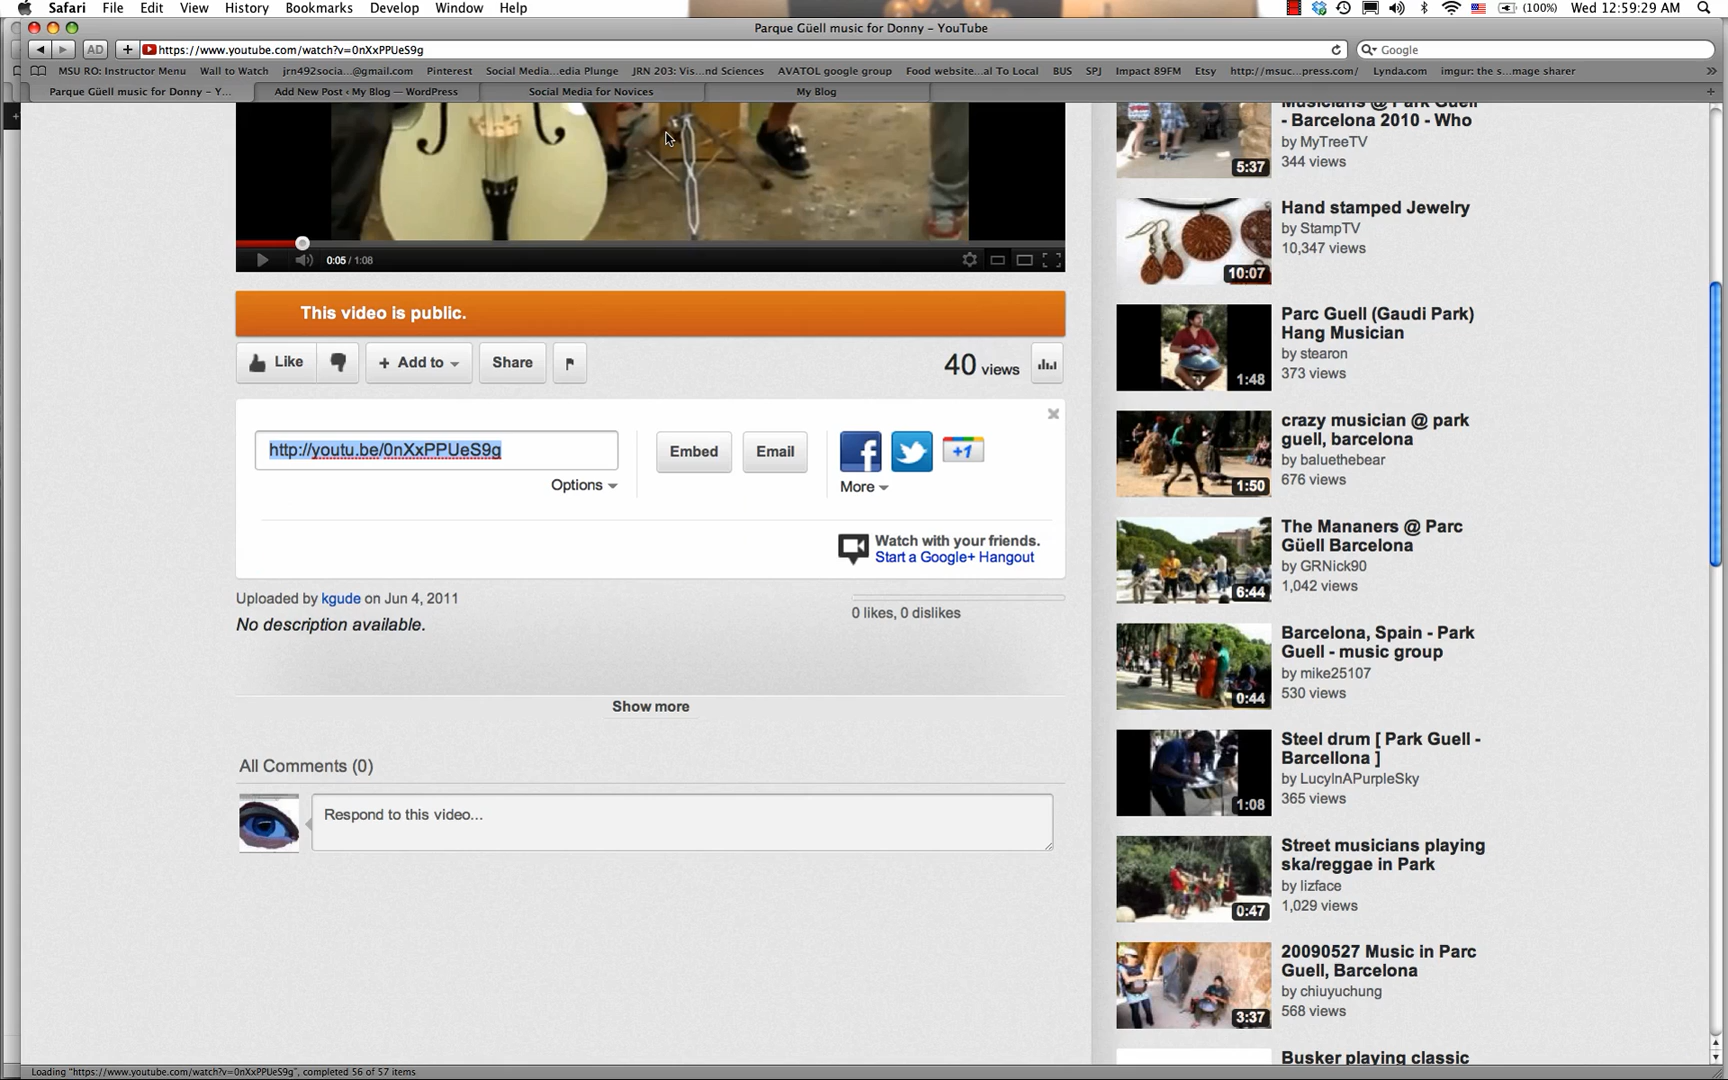 Safari File Edit View History Bookmarks Develop Window Help (100%) Wed 12:59:29 AM
Parque Güell music for Donny – YouTube
AD + https://www.youtube.com/watch?v=0nXxPPUeS9g Google
MSU RO: Instructor Menu Wall to Watch jrn492socia...@gmail.com Pinterest Social Media...edia Plunge JRN 203: Vis...nd Sciences AVATOL google group Food website...al To Local BUS SPJ Impact 89FM Etsy http://msuc...press.com/ Lynda.com imgur: the s...mage sharer
Parque Güell music for Donny – Y... Add New Post ‹ My Blog — WordPress Social Media for Novices My Blog
0:05 / 1:08
This video is public.
Like + Add to Share 40 views
http://youtu.be/0nXxPPUeS9g Embed Email f +1
Options More
Watch with your friends.
Start a Google+ Hangout
Uploaded by kgude on Jun 4, 2011
0 likes, 0 dislikes
No description available.
Show more
All Comments (0)
Respond to this video...
Musicians @ Park Guell
- Barcelona 2010 - Who
by MyTreeTV
344 views
5:37
Hand stamped Jewelry
by StampTV
10,347 views
10:07
Parc Guell (Gaudi Park)
Hang Musician
by stearon
373 views
1:48
crazy musician @ park
guell, barcelona
by baluethebear
676 views
1:50
The Mananers @ Parc
Güell Barcelona
by GRNick90
1,042 views
6:44
Barcelona, Spain - Park
Guell - music group
by mike25107
530 views
0:44
Steel drum [ Park Guell -
Barcellona ]
by LucyInAPurpleSky
365 views
1:08
Street musicians playing
ska/reggae in Park
by lizface
1,029 views
0:47
20090527 Music in Parc
Guell, Barcelona
by chiuyuchung
568 views
3:37
Busker playing classic
Loading "https://www.youtube.com/watch?v=0nXxPPUeS9g", completed 56 of 57 items